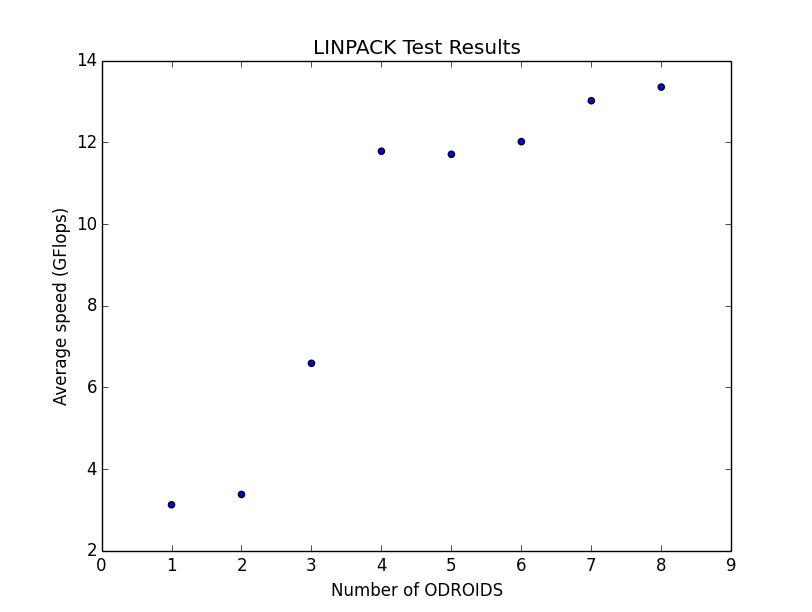 LINPACK Test Results
14
12
10
8
6
4
2
Average speed (GFlops)
0 1 2 3 4 5 6 7 8 9
Number of ODROIDS